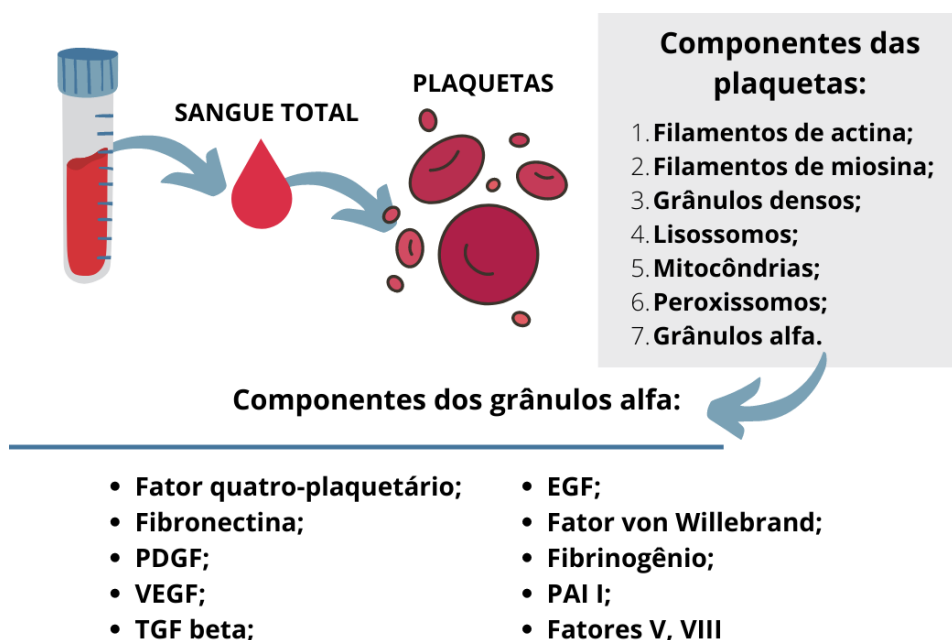 SANGUE TOTAL
PLAQUETAS
Componentes das
plaquetas:
1. Filamentos de actina;
2. Filamentos de miosina;
3. Grânulos densos;
4. Lisossomos;
5. Mitocôndrias;
6. Peroxissomos;
7. Grânulos alfa.
Componentes dos grânulos alfa:
• Fator quatro-plaquetário;
• Fibronectina;
• PDGF;
• VEGF;
• TGF beta;
• EGF;
• Fator von Willebrand;
• Fibrinogênio;
• PAI I;
• Fatores V, VIII